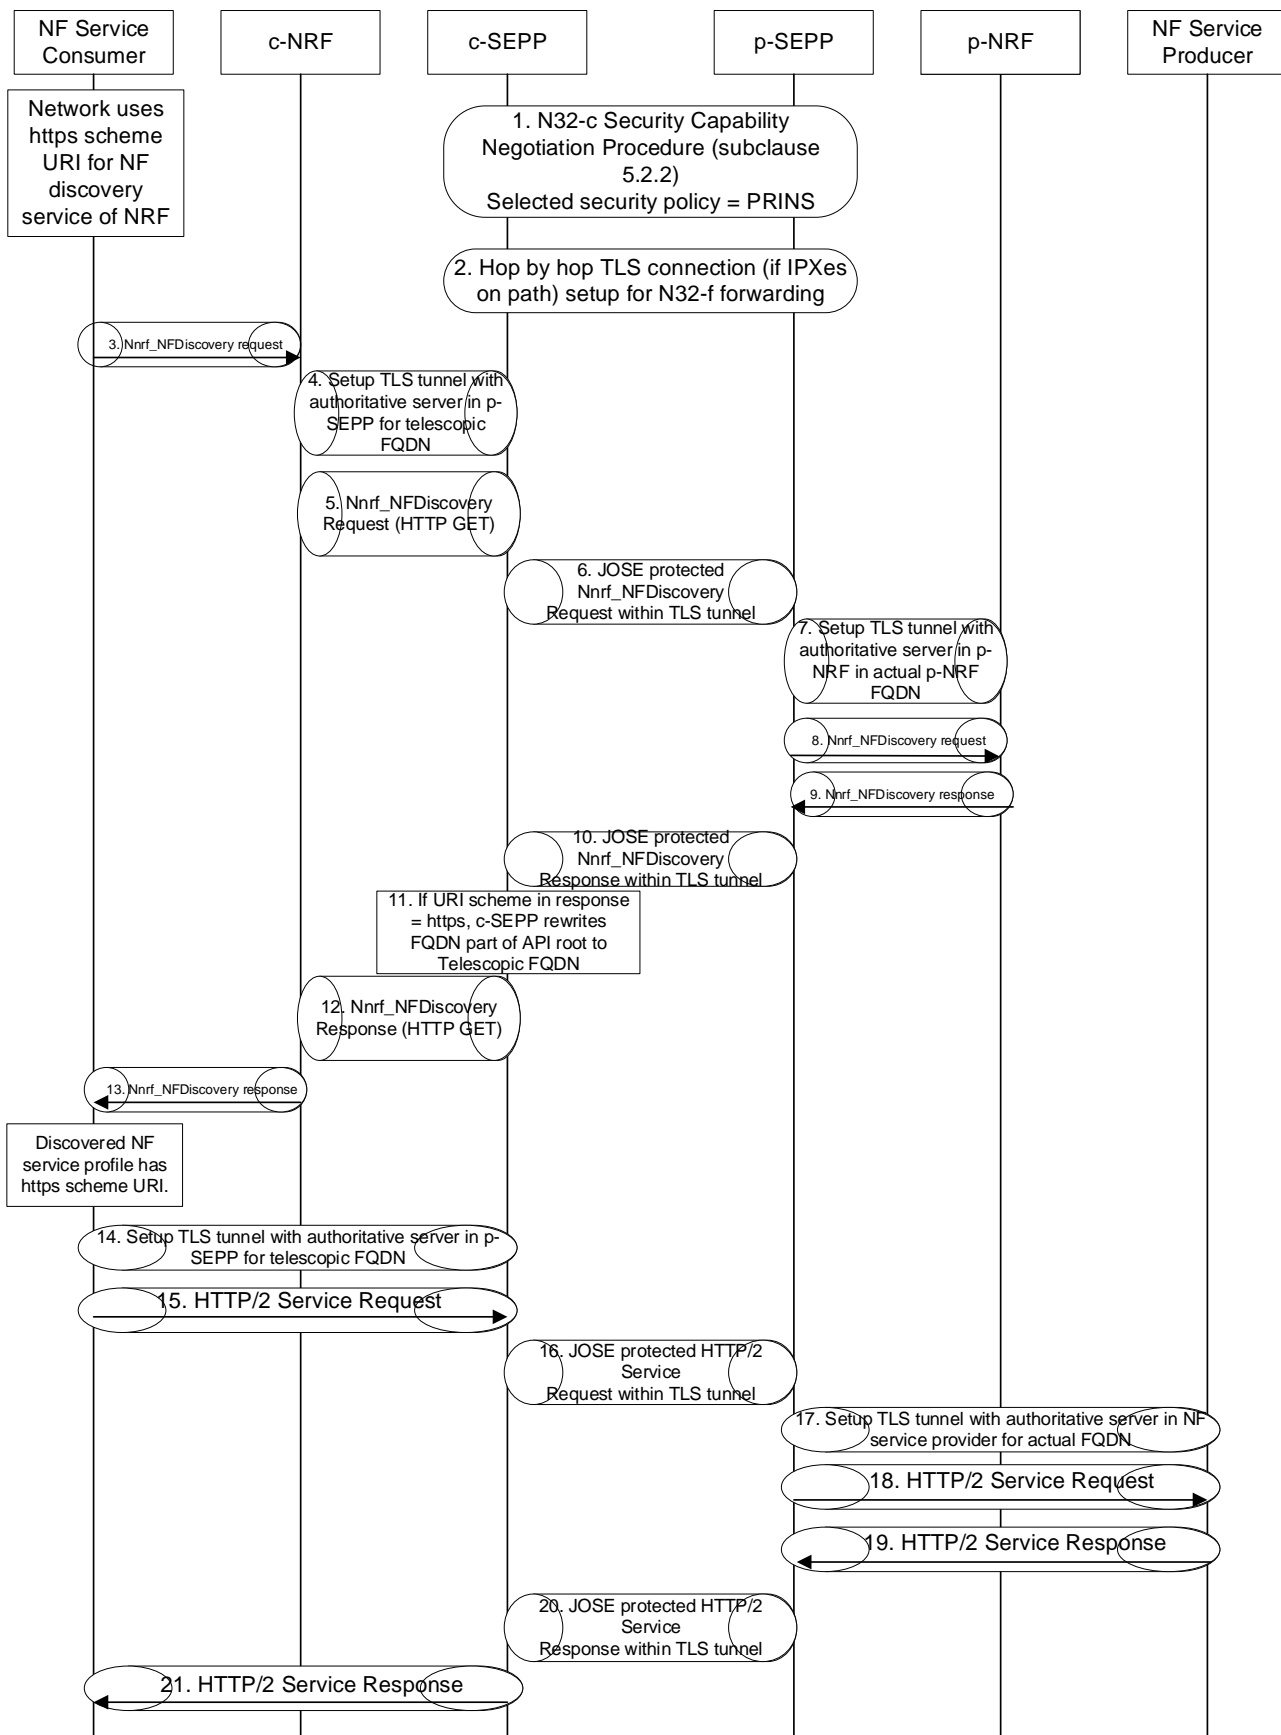 NF Service
Consumer
c-NRF
c-SEPP
p-SEPP
p-NRF
NF Service
Producer
Network uses
https scheme
URI for NF
discovery
service of NRF
1. N32-c Security Capability
Negotiation Procedure (subclause
5.2.2)
Selected security policy = PRINS
2. Hop by hop TLS connection (if IPXes
on path) setup for N32-f forwarding
3. Nnrf_NFDiscovery request
4. Setup TLS tunnel with
authoritative server in p-
SEPP for telescopic
FQDN
5. Nnrf_NFDiscovery
Request (HTTP GET)
6. JOSE protected
Nnrf_NFDiscovery
Request within TLS tunnel
7. Setup TLS tunnel with
authoritative server in p-
NRF in actual p-NRF
FQDN
8. Nnrf_NFDiscovery request
9. Nnrf_NFDiscovery response
10. JOSE protected
Nnrf_NFDiscovery
Response within TLS tunnel
11. If URI scheme in response
= https, c-SEPP rewrites
FQDN part of API root to
Telescopic FQDN
12. Nnrf_NFDiscovery
Response (HTTP GET)
13. Nnrf_NFDiscovery response
Discovered NF
service profile has
https scheme URI.
14. Setup TLS tunnel with authoritative server in p-
SEPP for telescopic FQDN
15. HTTP/2 Service Request
16. JOSE protected HTTP/2
Service
Request within TLS tunnel
17. Setup TLS tunnel with authoritative server in NF
service provider for actual FQDN
18. HTTP/2 Service Request
19. HTTP/2 Service Response
20. JOSE protected HTTP/2
Service
Response within TLS tunnel
21. HTTP/2 Service Response